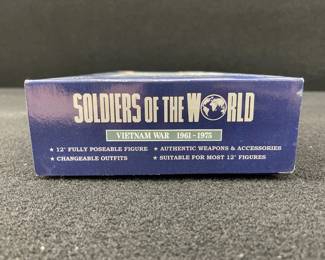 SOLDIERS OF THE WORLD
VIETNAM WAR 1961-1975
★ 12" FULLY POSEABLE FIGURE ★ AUTHENTIC WEAPONS & ACCESSORIES
★ CHANGEABLE OUTFITS ★ SUITABLE FOR MOST 12" FIGURES